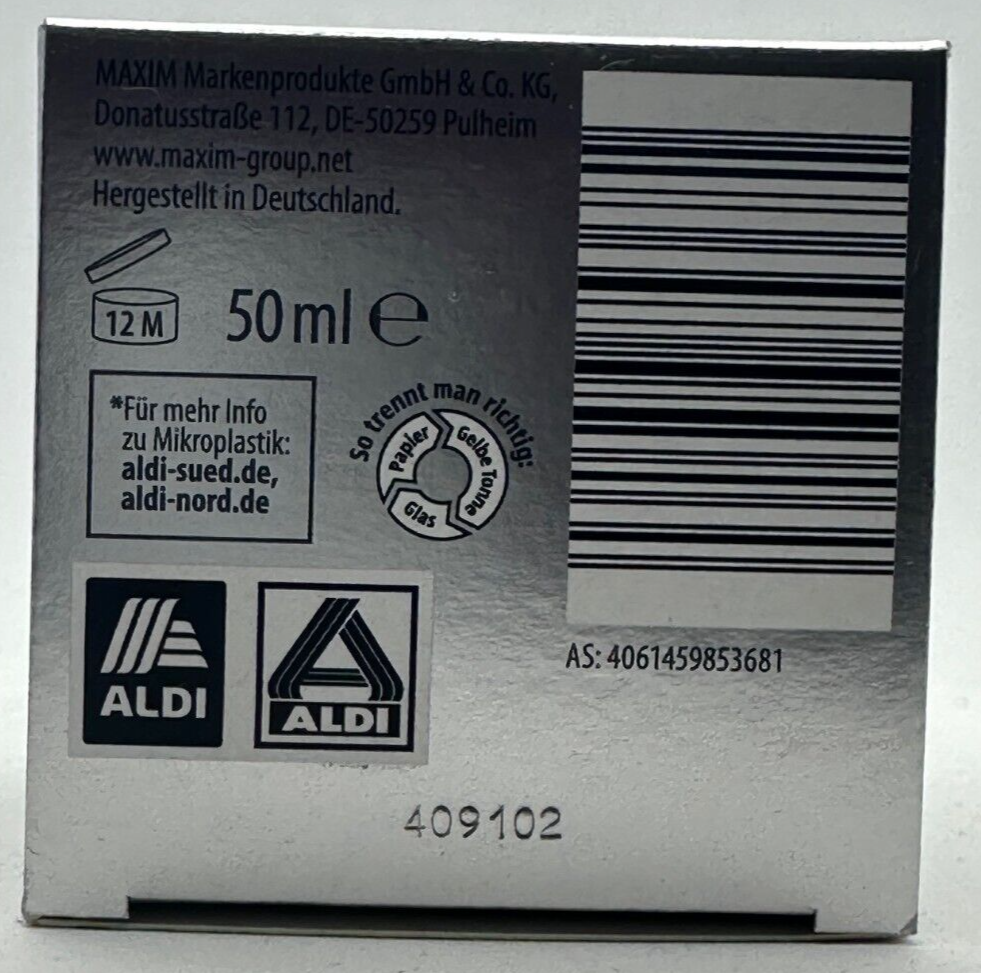 MAXIM Markenprodukte GmbH & Co. KG,
Donatusstraße 112, DE-50259 Pulheim
www.maxim-group.net
Hergestellt in Deutschland.
12 M
50 ml ℮
*Für mehr Info
zu Mikroplastik:
aldi-sued.de,
aldi-nord.de
So trennt man richtig:
Papier
Gelbe Tonne
Glas
ALDI
ALDI
AS: 4061459853681
409102